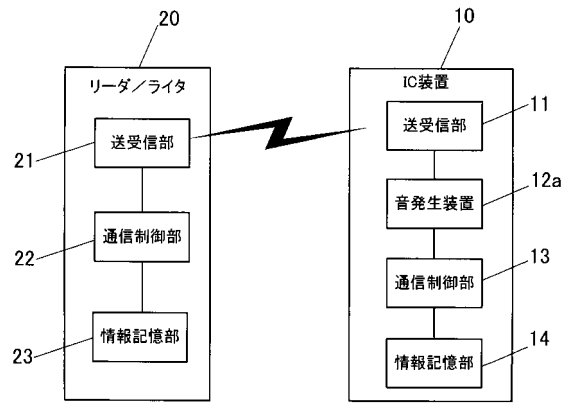 20
リーダ／ライタ
21
送受信部
22
通信制御部
23
情報記憶部
10
IC装置
11
送受信部
12a
音発生装置
13
通信制御部
14
情報記憶部